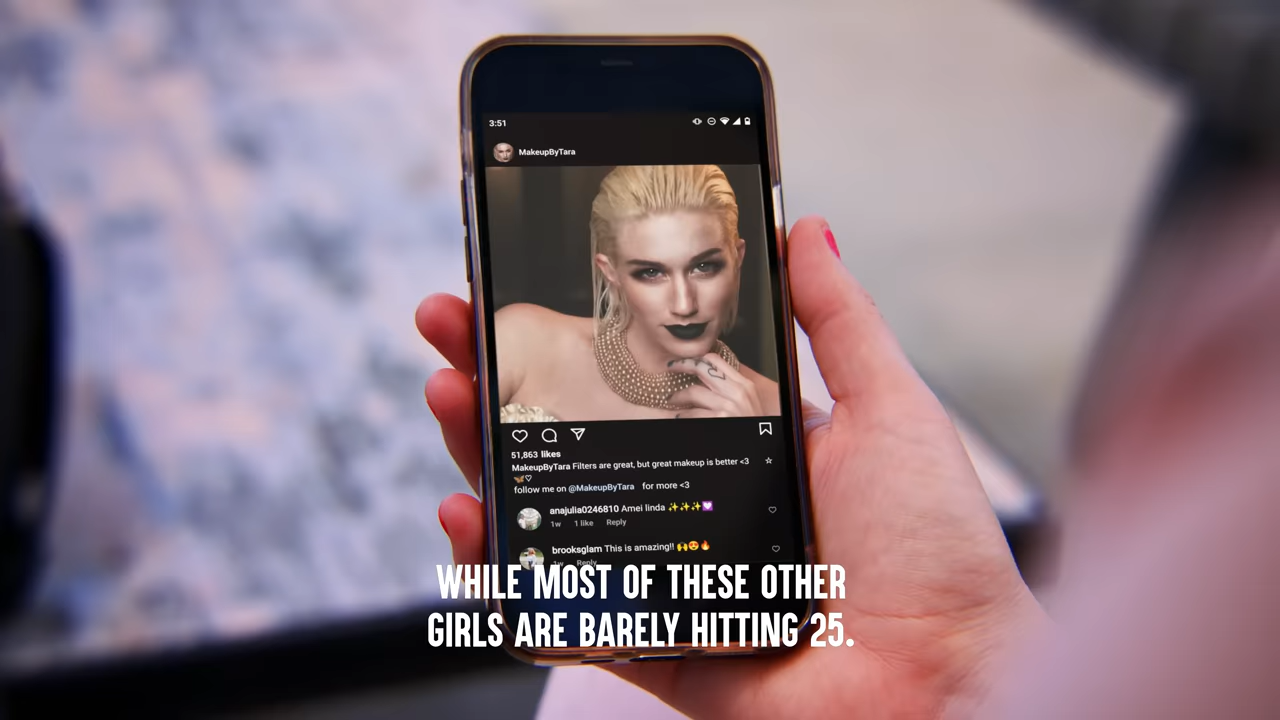 3:51
MakeupByTara
51,863 likes
MakeupByTara Filters are great, but great makeup is better <3
🦋♡
follow me on @MakeupByTara for more <3
anajulia0246810 Amei linda ✨✨✨💜
1w 1 like Reply
brooksglam This is amazing!! 🙌😍🔥
1w Reply
WHILE MOST OF THESE OTHER
GIRLS ARE BARELY HITTING 25.